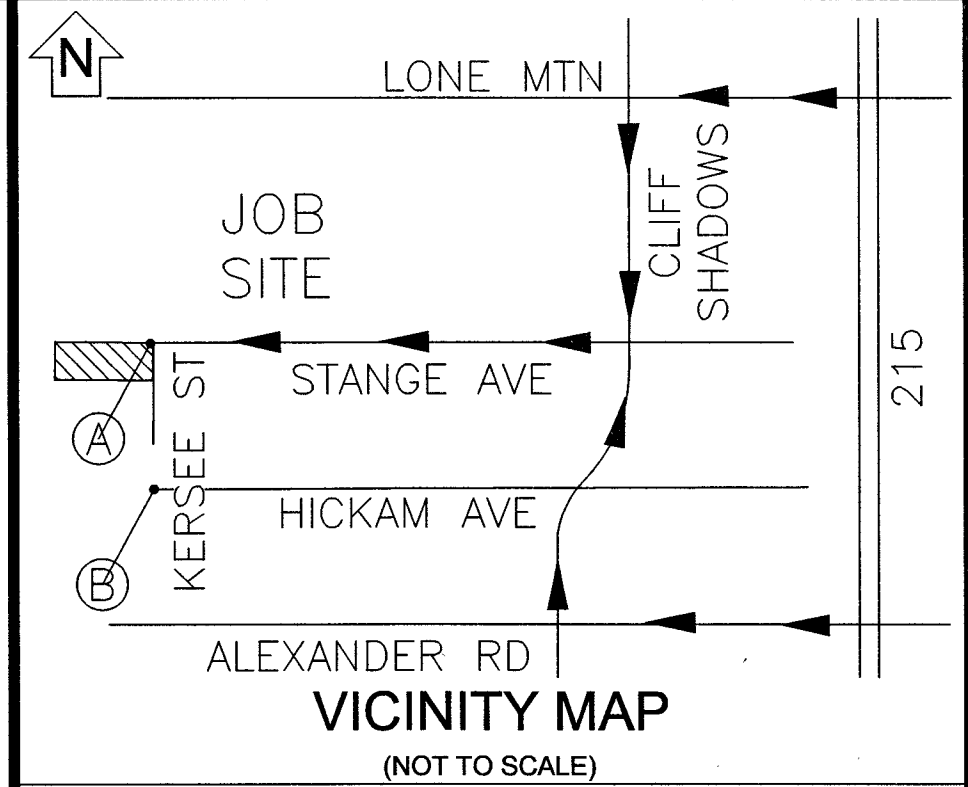 N
LONE MTN
CLIFF
SHADOWS
JOB
SITE
215
STANGE AVE
KERSEE ST
A
HICKAM AVE
B
ALEXANDER RD
VICINITY MAP
(NOT TO SCALE)